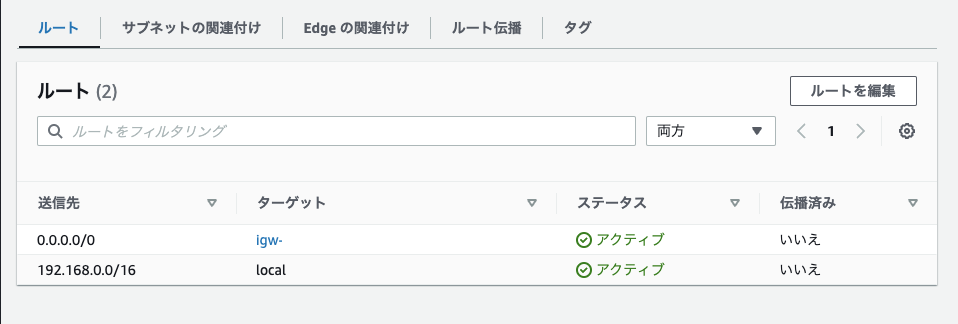 ルート サブネットの関連付け Edge の関連付け ルート伝播 タグ
ルート (2) ルートを編集
ルートをフィルタリング 両方 1
送信先 ターゲット ステータス 伝播済み
0.0.0.0/0 igw- アクティブ いいえ
192.168.0.0/16 local アクティブ いいえ